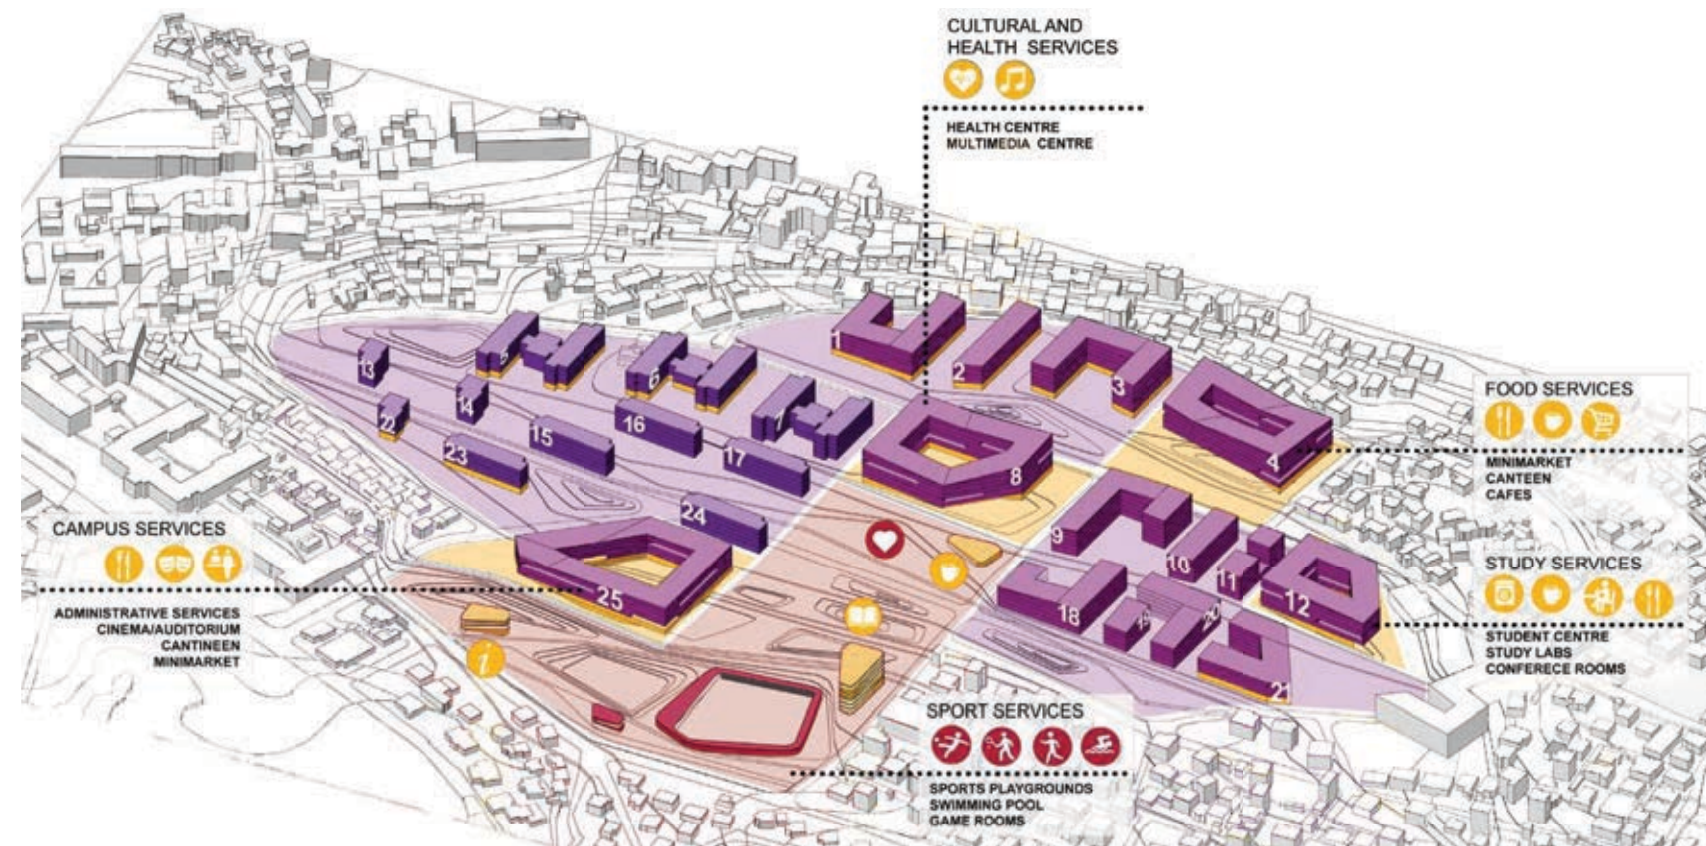 CULTURAL AND
HEALTH SERVICES
HEALTH CENTRE
MULTIMEDIA CENTRE
1
2
3
4
5
6
7
8
9
10
11
12
13
14
15
16
17
18
19
20
21
22
23
24
25
FOOD SERVICES
MINIMARKET
CANTEEN
CAFES
CAMPUS SERVICES
ADMINISTRATIVE SERVICES
CINEMA/AUDITORIUM
CANTINEEN
MINIMARKET
STUDY SERVICES
STUDENT CENTRE
STUDY LABS
CONFERECE ROOMS
i
SPORT SERVICES
SPORTS PLAYGROUNDS
SWIMMING POOL
GAME ROOMS